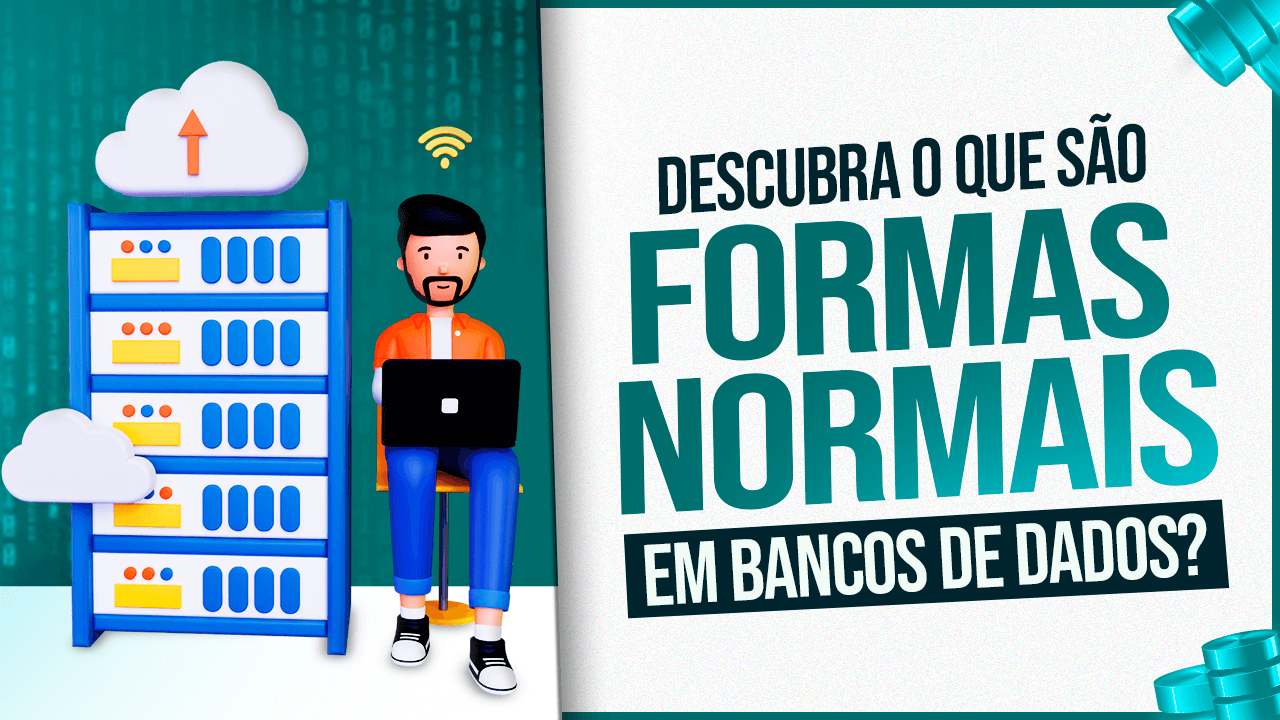 DESCUBRA O QUE SÃO
FORMAS
NORMAIS
EM BANCOS DE DADOS?